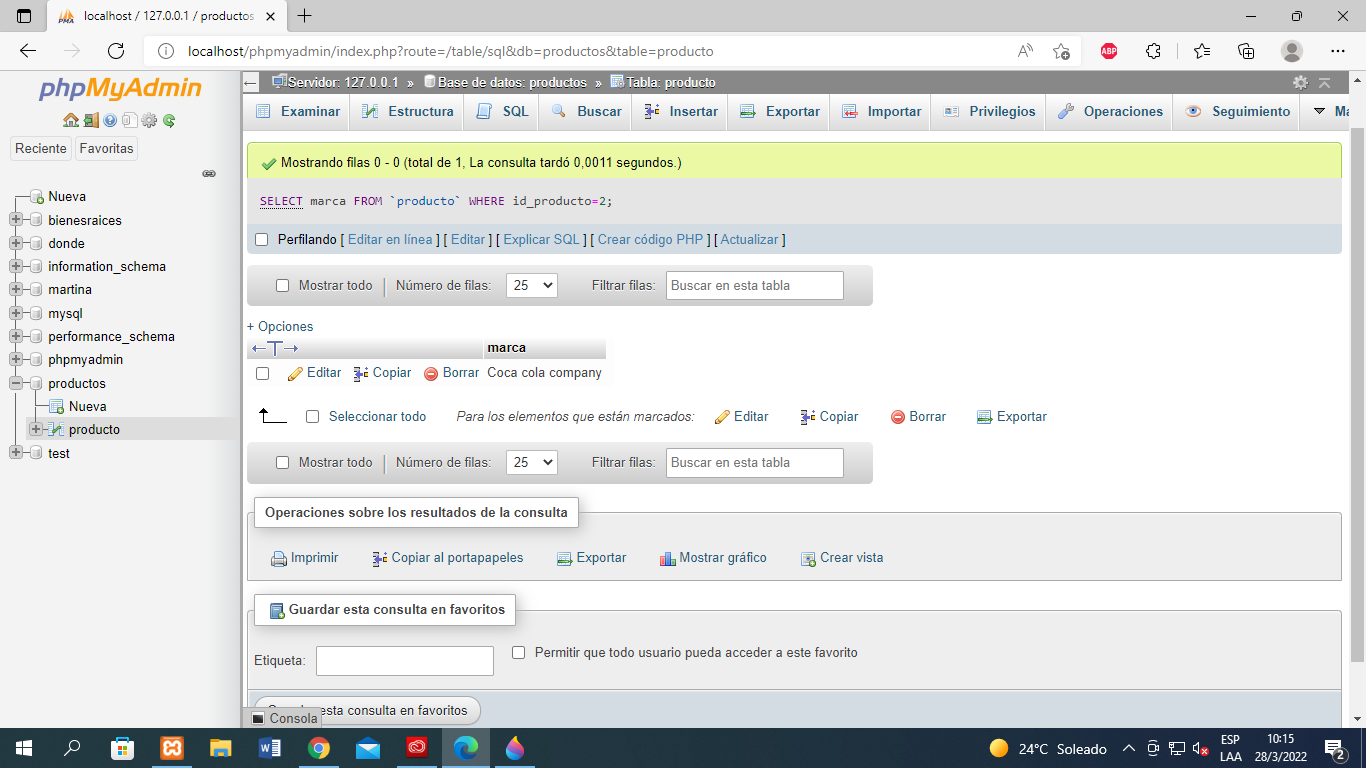 localhost / 127.0.0.1 / productos
localhost/phpmyadmin/index.php?route=/table/sql&db=productos&table=producto
ABP
phpMyAdmin
Reciente Favoritas
Nueva
bienesraices
donde
information_schema
martina
mysql
performance_schema
phpmyadmin
productos
Nueva
producto
test
Servidor: 127.0.0.1 » Base de datos: productos » Tabla: producto
Examinar Estructura SQL Buscar Insertar Exportar Importar Privilegios Operaciones Seguimiento Má
Mostrando filas 0 - 0 (total de 1, La consulta tardó 0,0011 segundos.)
SELECT marca FROM `producto` WHERE id_producto=2;
Perfilando [ Editar en línea ] [ Editar ] [ Explicar SQL ] [ Crear código PHP ] [ Actualizar ]
Mostrar todo | Número de filas: 25 Filtrar filas: Buscar en esta tabla
+ Opciones
←T→ marca
Editar Copiar Borrar Coca cola company
Seleccionar todo Para los elementos que están marcados: Editar Copiar Borrar Exportar
Mostrar todo | Número de filas: 25 Filtrar filas: Buscar en esta tabla
Operaciones sobre los resultados de la consulta
Imprimir Copiar al portapapeles Exportar Mostrar gráfico Crear vista
Guardar esta consulta en favoritos
Etiqueta: Permitir que todo usuario pueda acceder a este favorito
esta consulta en favoritos
Consola
24°C Soleado
ESP
LAA
10:15
28/3/2022
2